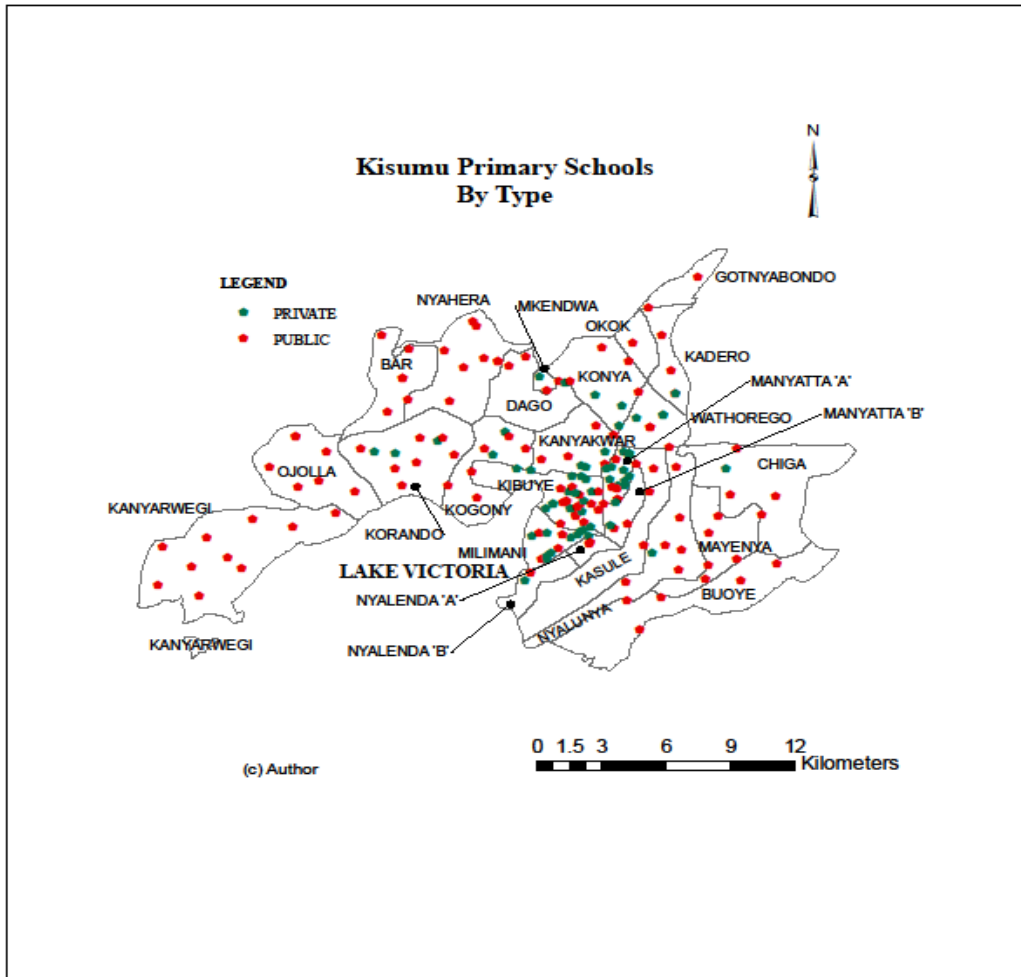 N
Kisumu Primary Schools
By Type
LEGEND
PRIVATE
PUBLIC
GOTNYABONDO
NYAHERA
MKENDWA
OKOK
BAR
KADERO
KONYA
MANYATTA "A"
DAGO
WATHOREGO
MANYATTA "B"
KANYAKWAR
CHIGA
OJOLLA
KIBUYE
KANYARWEGI
KOGONY
KORANDO
MILIMANI
MAYENYA
LAKE VICTORIA
KASULE
BUOYE
NYALENDA "A"
NYALUNYA
KANYARWEGI
NYALENDA "B"
0 1.5 3 6 9 12
Kilometers
(c) Author